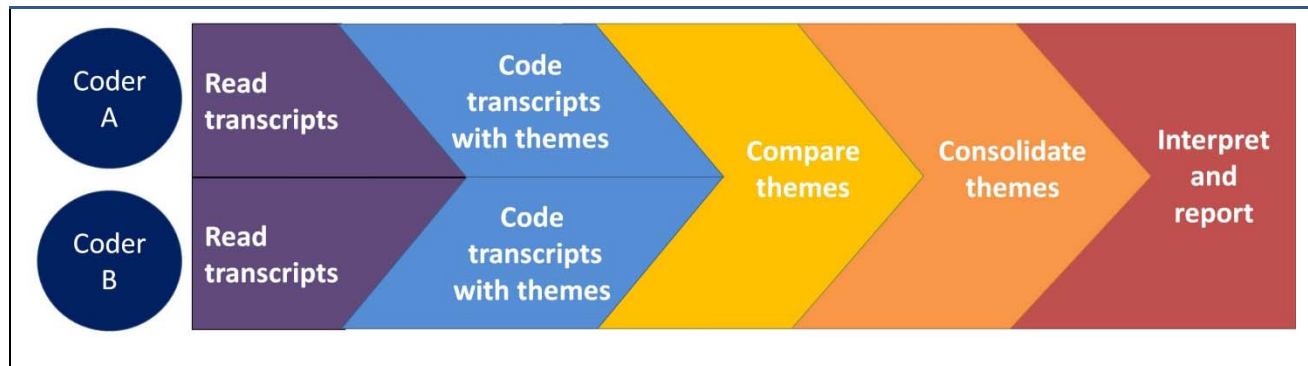 Coder
A
Read
transcripts
Code
transcripts
with themes
Coder
B
Read
transcripts
Code
transcripts
with themes
Compare
themes
Consolidate
themes
Interpret
and
report